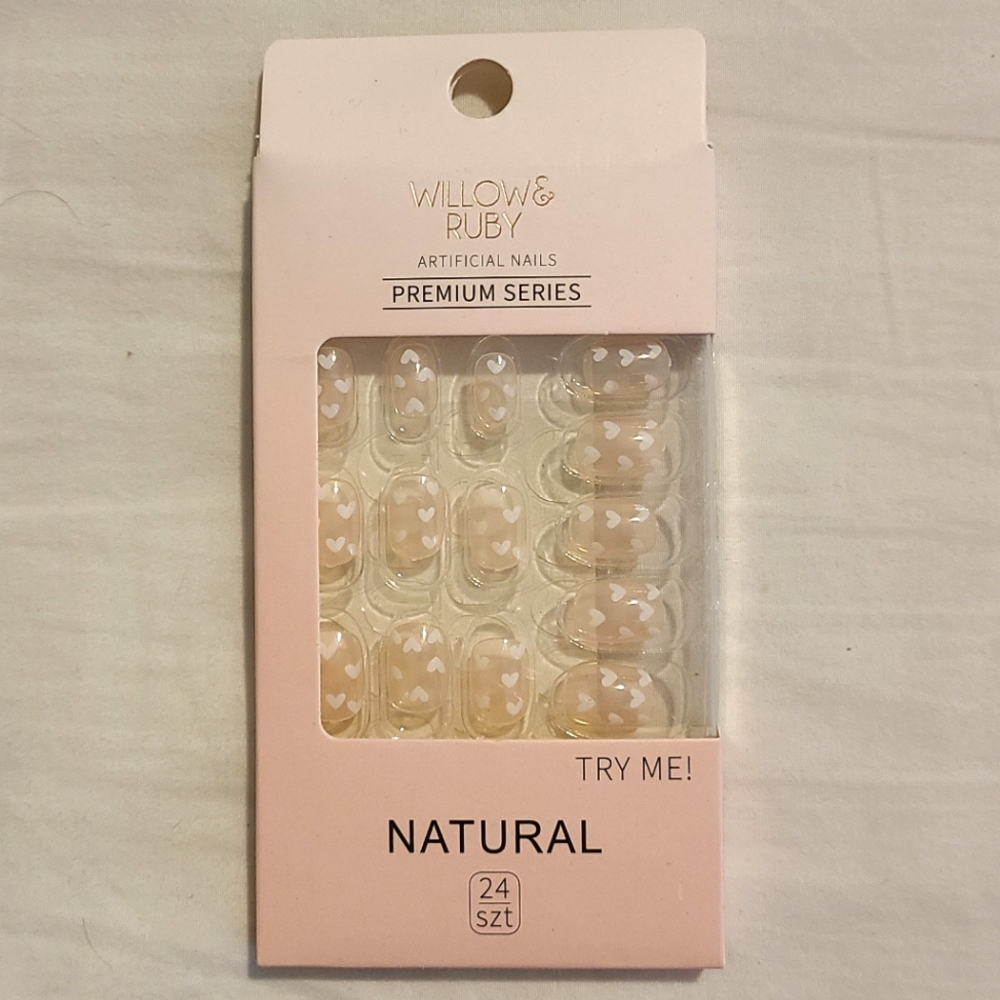 WILLOW&
RUBY
ARTIFICIAL NAILS
PREMIUM SERIES
TRY ME!
NATURAL
24
szt